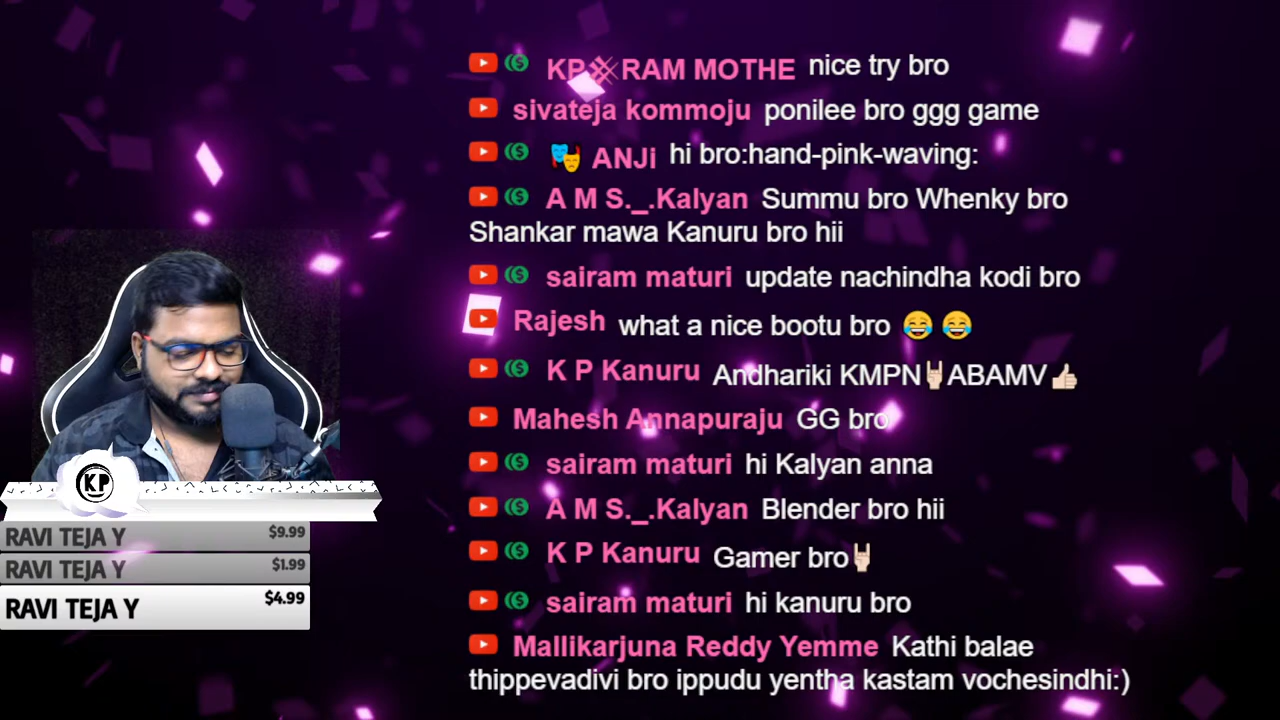 KP RAM MOTHE nice try bro
sivateja kommoju ponilee bro ggg game
🎭 ANJi hi bro:hand-pink-waving:
A M S._.Kalyan Summu bro Whenky bro
Shankar mawa Kanuru bro hii
sairam maturi update nachindha kodi bro
Rajesh what a nice bootu bro 😂 😂
K P Kanuru Andhariki KMPN🤘🏻ABAMV👍🏻
Mahesh Annapuraju GG bro
sairam maturi hi Kalyan anna
A M S._.Kalyan Blender bro hii
K P Kanuru Gamer bro🤘🏻
sairam maturi hi kanuru bro
Mallikarjuna Reddy Yemme Kathi balae
thippevadivi bro ippudu yentha kastam vochesindhi:)
KP
RAVI TEJA Y $9.99
RAVI TEJA Y $1.99
RAVI TEJA Y $4.99